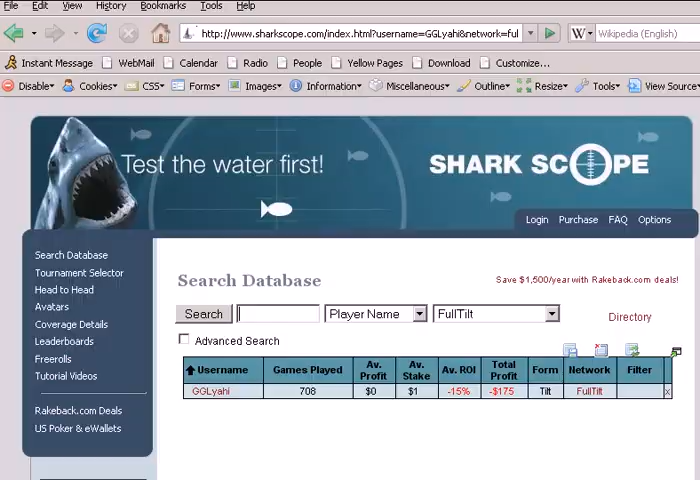 File Edit View History Bookmarks Tools Help
http://www.sharkscope.com/index.html?username=GGLyahi&network=ful
W Wikipedia (English)
Instant Message WebMail Calendar Radio People Yellow Pages Download Customize...
Disable Cookies CSS Forms Images Information Miscellaneous Outline Resize Tools View Source
Test the water first!
SHARK SCOPE
Login Purchase FAQ Options
Search Database
Tournament Selector
Head to Head
Avatars
Coverage Details
Leaderboards
Freerolls
Tutorial Videos
Rakeback.com Deals
US Poker & eWallets
Search Database
Save $1,500/year with Rakeback.com deals!
Search Player Name FullTilt Directory
Advanced Search
Username Games Played Av. Profit Av. Stake Av. ROI Total Profit Form Network Filter
GGLyahi 708 $0 $1 -15% -$175 Tilt FullTilt x